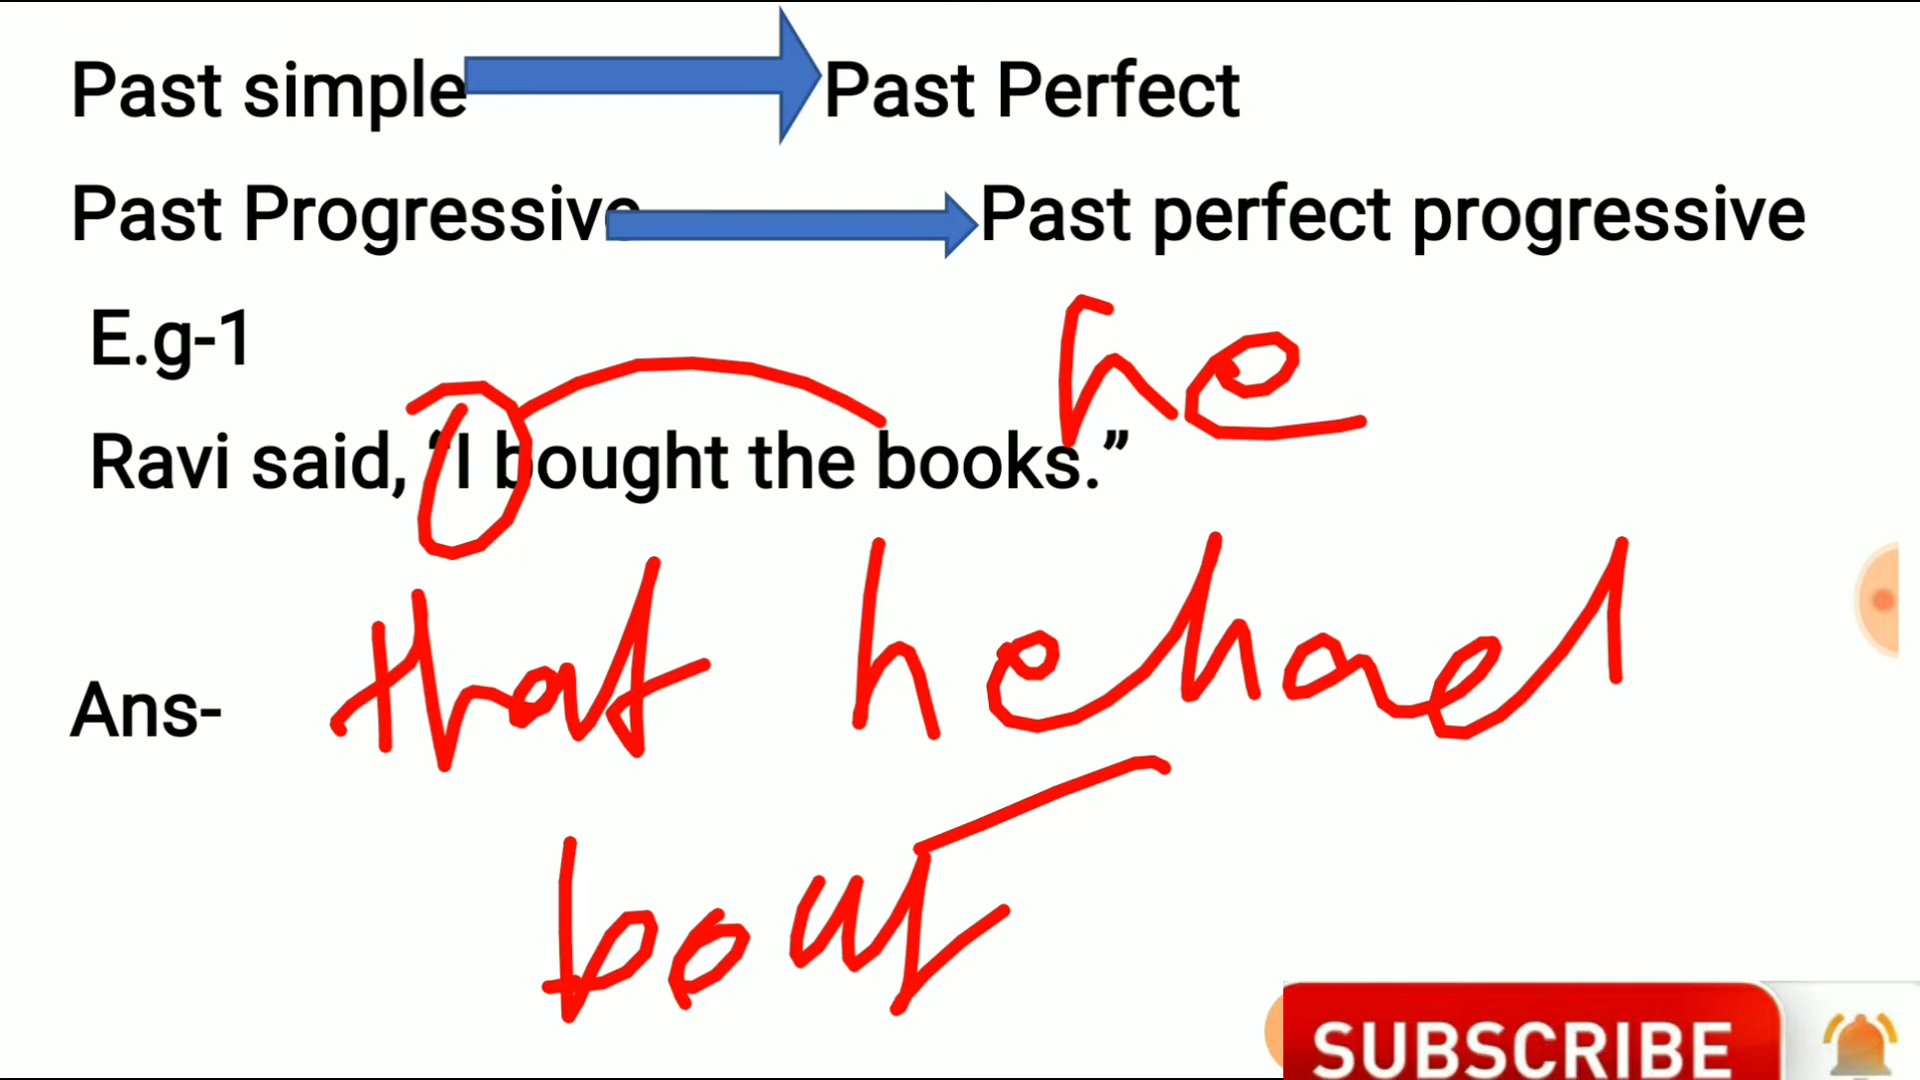 Past simple Past Perfect
Past Progressive Past perfect progressive
E.g-1
he
Ravi said, “I bought the books.”
Ans- that he had
SUBSCRIBE